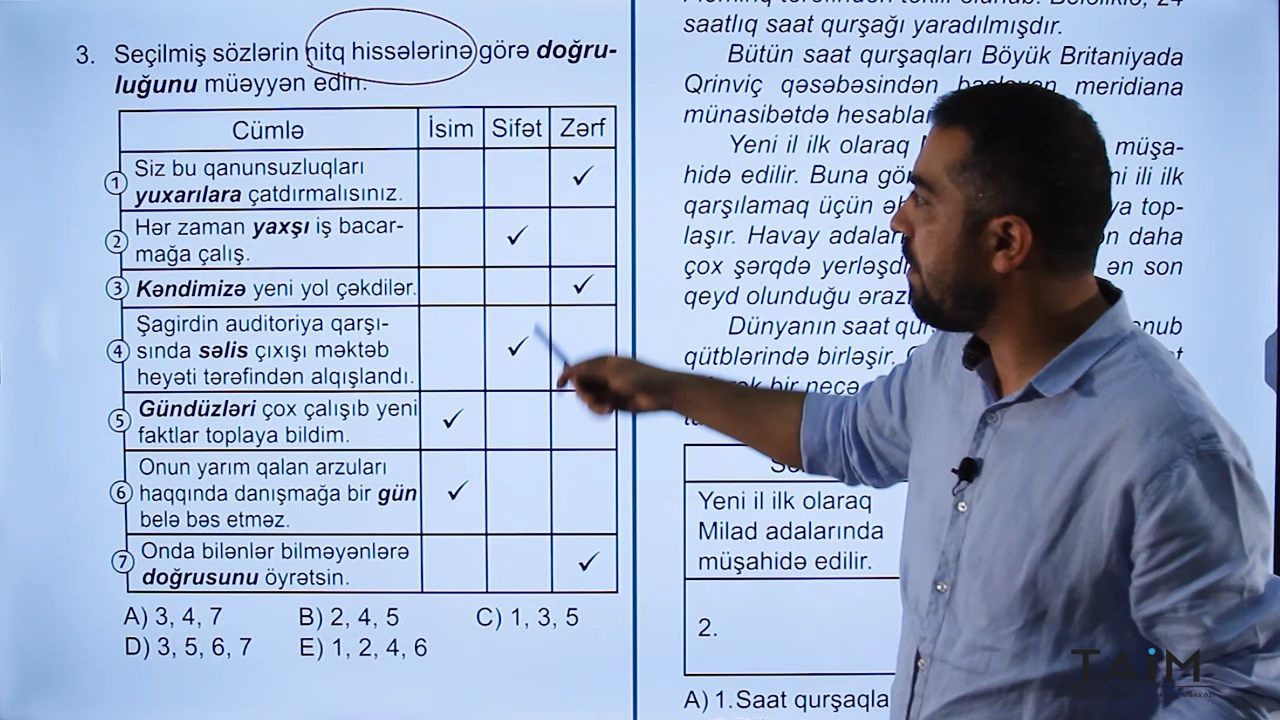 3. Seçilmiş sözlərin nitq hissələrinə görə doğru-
luğunu müəyyən edin.
Cümlə İsim Sifət Zərf
1 Siz bu qanunsuzluqları
yuxarılara çatdırmalısınız. ✓
2 Hər zaman yaxşı iş bacar-
mağa çalış. ✓
3 Kəndimizə yeni yol çəkdilər. ✓
4 Şagirdin auditoriya qarşı-
sında səlis çıxışı məktəb ✓
heyəti tərəfindən alqışlandı.
5 Gündüzləri çox çalışıb yeni ✓
faktlar toplaya bildim.
6 Onun yarım qalan arzuları
haqqında danışmağa bir gün ✓
belə bəs etməz.
7 Onda bilənlər bilməyənlərə
doğrusunu öyrətsin. ✓
A) 3, 4, 7 B) 2, 4, 5 C) 1, 3, 5
D) 3, 5, 6, 7 E) 1, 2, 4, 6
saatlıq saat qurşağı yaradılmışdır.
Bütün saat qurşaqları Böyük Britaniyada
Qrinviç qəsəbəsindən başlayan meridiana
münasibətdə
Yeni il ilk olaraq müşa-
hidə edilir. Buna ili ilk
qarşılamaq üçün top-
laşır. Havay daha
çox şərqdə ən son
qeyd olunduğu
Dünyanın saat
qütblərində birləşir.
bir neçə
Yeni il ilk olaraq
Milad adalarında
müşahidə edilir.
2.
A) 1. Saat
TAİM